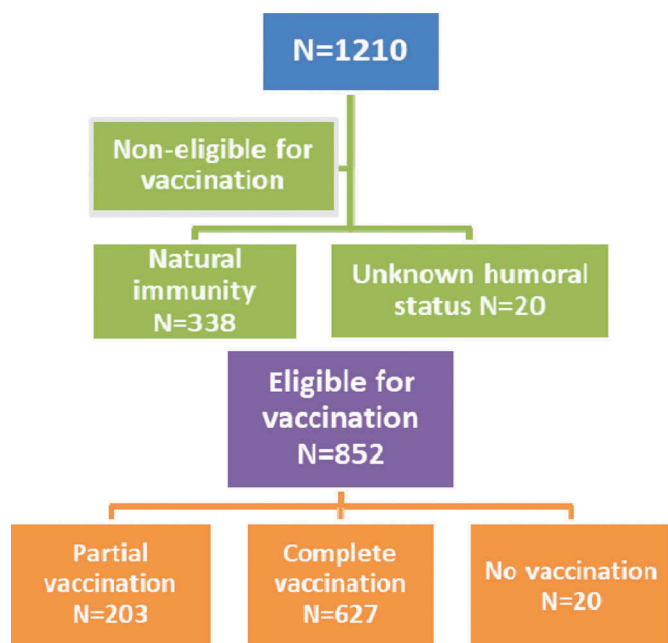 N=1210
Non-eligible for
vaccination
Natural
immunity
N=338
Unknown humoral
status N=20
Eligible for
vaccination
N=852
Partial
vaccination
N=203
Complete
vaccination
N=627
No vaccination
N=20